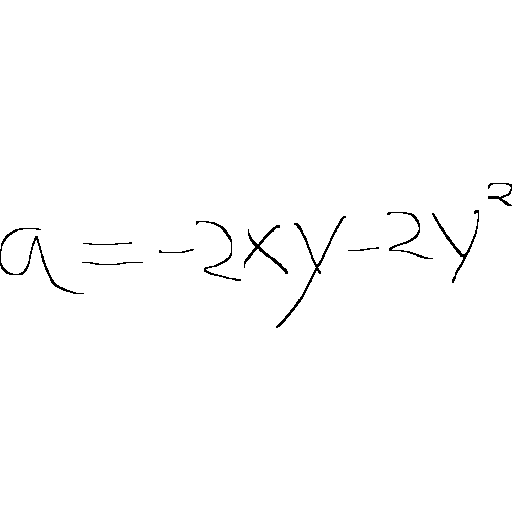 a = -2xy - 2y²